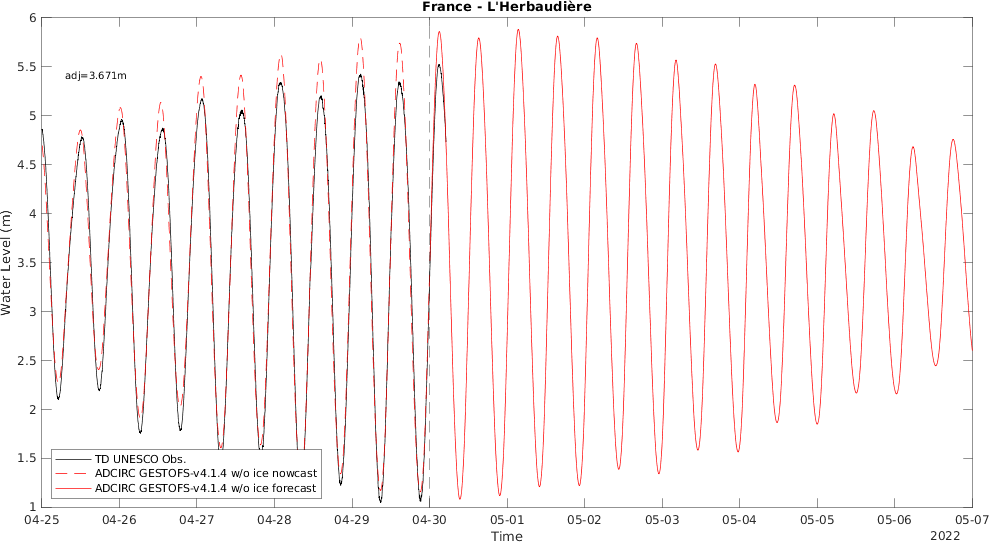 France - L'Herbaudière
6
5.5
adj=3.671m
5
4.5
4
3.5
3
2.5
2
1.5
1
Water Level (m)
TD UNESCO Obs.
ADCIRC GESTOFS-v4.1.4 w/o ice nowcast
ADCIRC GESTOFS-v4.1.4 w/o ice forecast
04-25 04-26 04-27 04-28 04-29 04-30 05-01 05-02 05-03 05-04 05-05 05-06 05-07
Time
2022